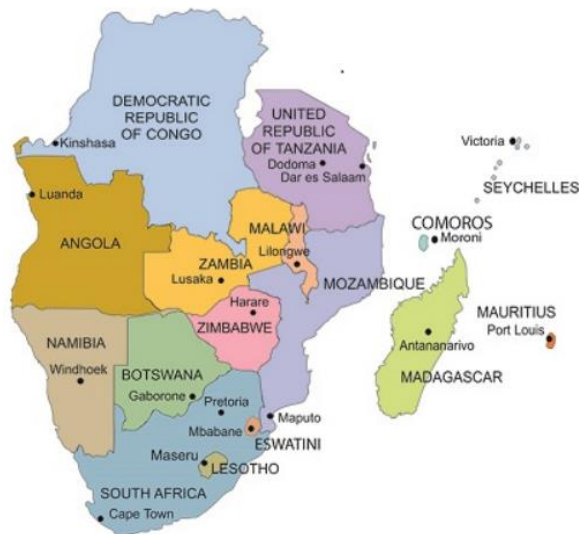 DEMOCRATIC
REPUBLIC
OF CONGO
Kinshasa
UNITED
REPUBLIC
OF TANZANIA
Dodoma
Dar es Salaam
Victoria
SEYCHELLES
Luanda
ANGOLA
MALAWI
Lilongwe
ZAMBIA
Lusaka
COMOROS
Moroni
MOZAMBIQUE
Harare
ZIMBABWE
MAURITIUS
Port Louis
Antananarivo
MADAGASCAR
NAMIBIA
Windhoek
BOTSWANA
Gaborone
Pretoria
Mbabane
Maputo
ESWATINI
Maseru
LESOTHO
SOUTH AFRICA
Cape Town